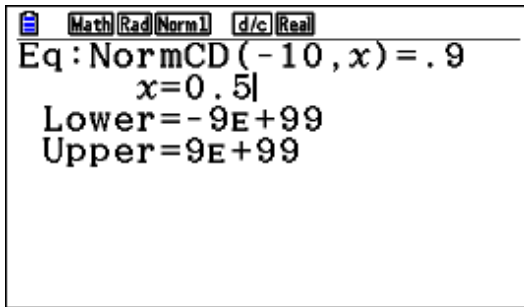 Math Rad Norm1 d/c Real
Eq:NormCD(-10,x)=.9
x=0.5
Lower=-9E+99
Upper=9E+99